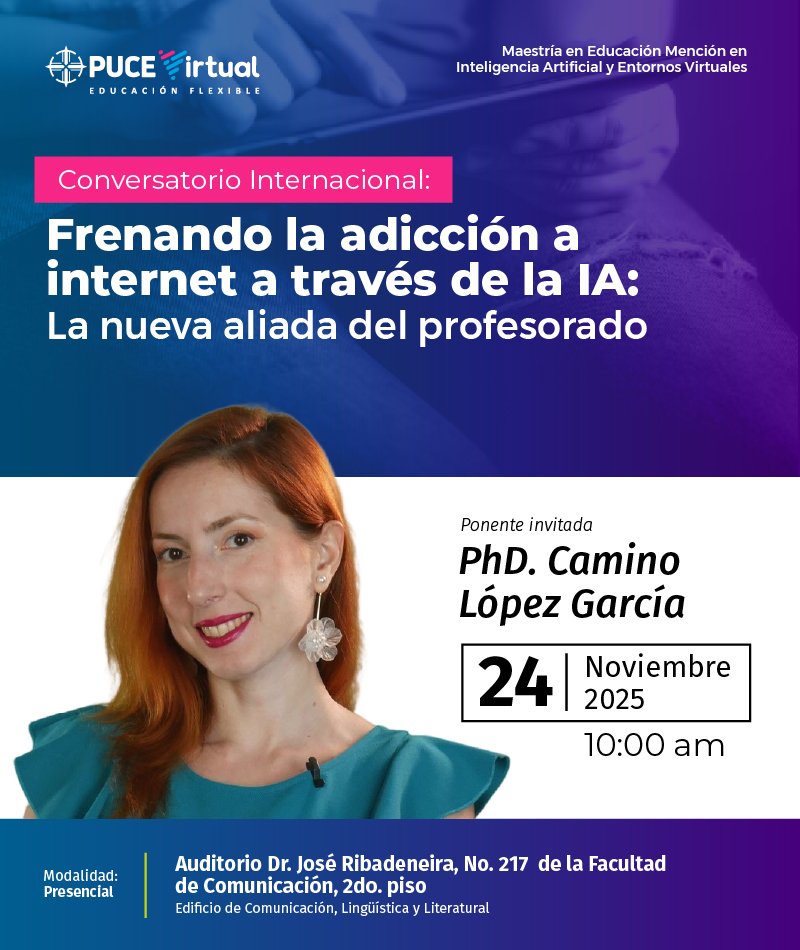 PUCE Virtual
EDUCACIÓN FLEXIBLE
Maestría en Educación Mención en
Inteligencia Artificial y Entornos Virtuales
Conversatorio Internacional:
Frenando la adicción a
internet a través de la IA:
La nueva aliada del profesorado
Ponente invitada
PhD. Camino
López García
24
Noviembre
2025
10:00 am
Modalidad:
Presencial
Auditorio Dr. José Ribadeneira, No. 217 de la Facultad
de Comunicación, 2do. piso
Edificio de Comunicación, Lingüística y Literatural